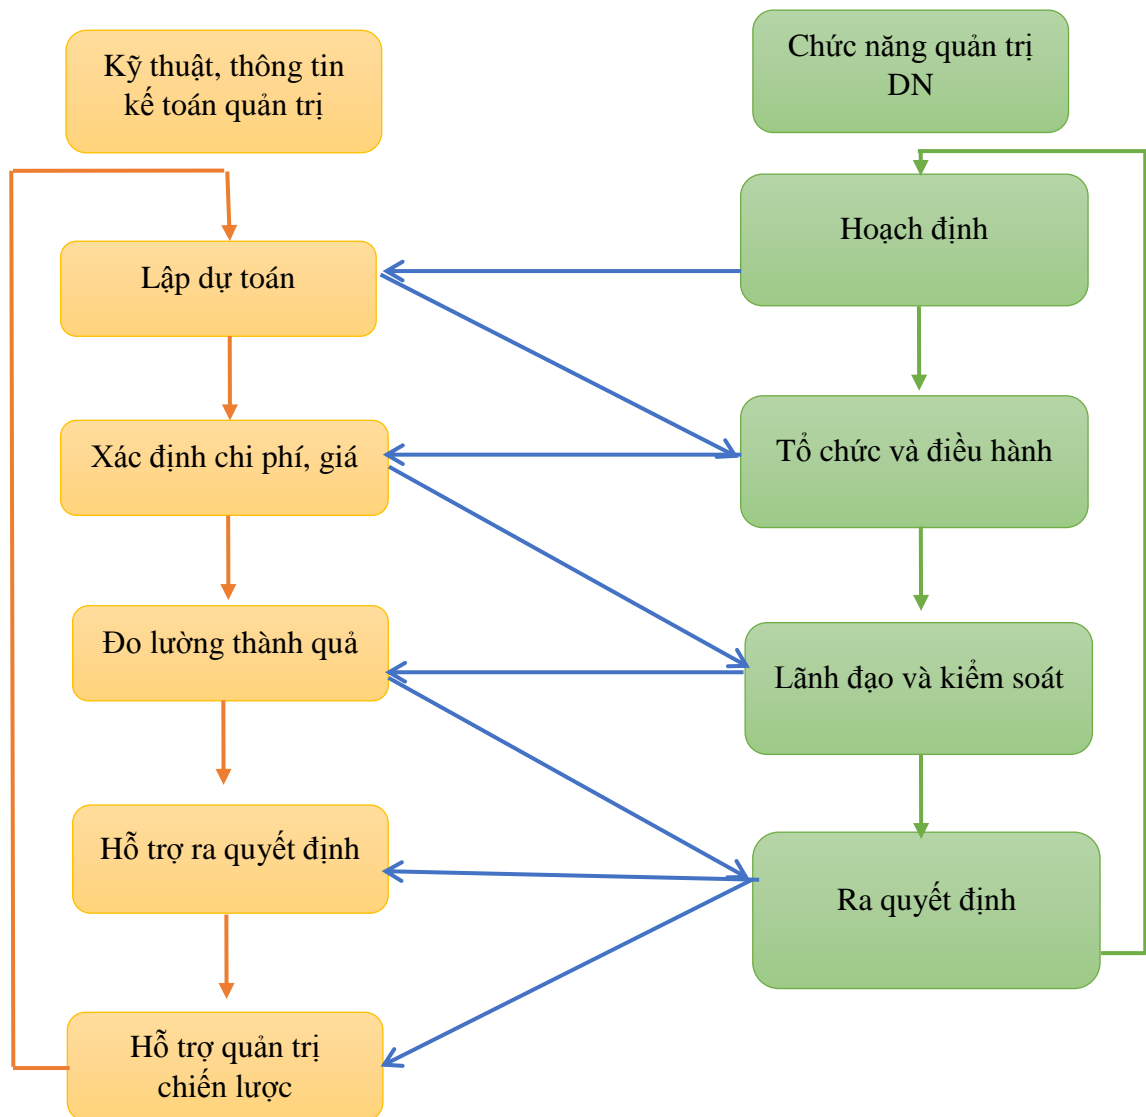 Kỹ thuật, thông tin
kế toán quản trị
Chức năng quản trị
DN
Hoạch định
Lập dự toán
Xác định chi phí, giá
Tổ chức và điều hành
Đo lường thành quả
Lãnh đạo và kiểm soát
Hỗ trợ ra quyết định
Ra quyết định
Hỗ trợ quản trị
chiến lược